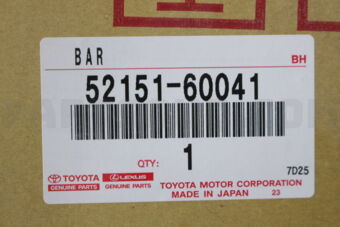 BAR
BH
52151-60041
QTY: 1
7D25
TOYOTA LEXUS
GENUINE PARTS GENUINE PARTS
TOYOTA MOTOR CORPORATION
MADE IN JAPAN 23